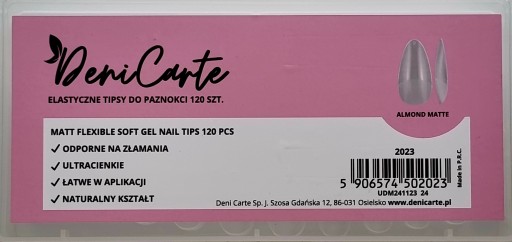 DeniCarte
ELASTYCZNE TIPSY DO PAZNOKCI 120 SZT.
ALMOND MATTE
MATT FLEXIBLE SOFT GEL NAIL TIPS 120 PCS
✓ ODPORNE NA ZŁAMANIA
✓ ULTRACIENKIE
✓ ŁATWE W APLIKACJI
✓ NATURALNY KSZTAŁT
2023
5 906574 502023
UDM241123 24
Made in P.R.C.
Deni Carte Sp. J. Szosa Gdańska 12, 86-031 Osielsko www.denicarte.pl